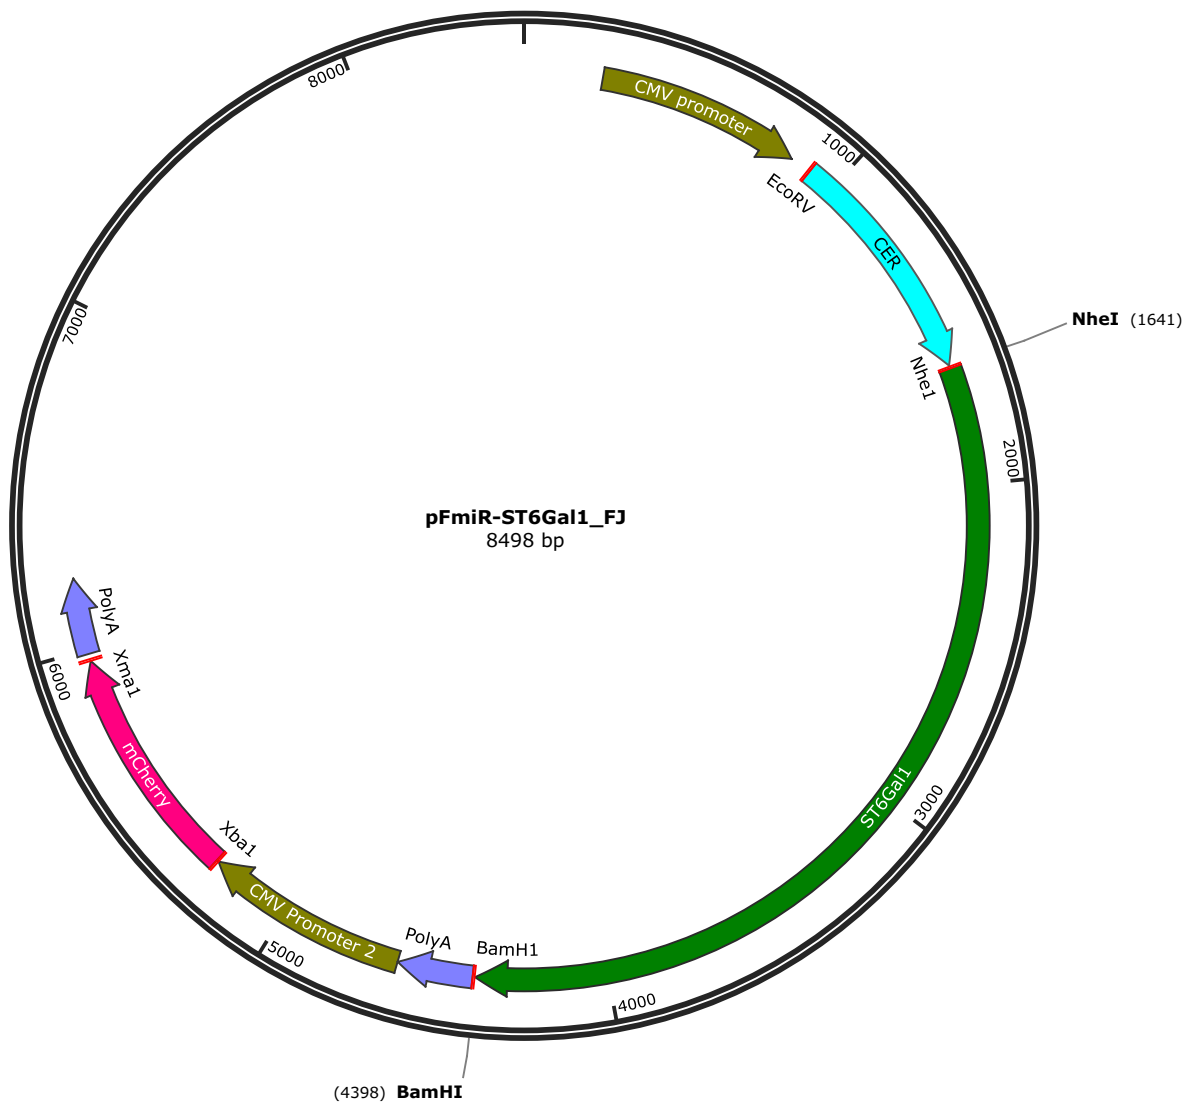 8000
CMV promoter
1000
EcoRV
CER
NheI (1641)
7000
Nhe1
2000
pFmiR-ST6Gal1_FJ
8498 bp
PolyA
Xma1
6000
mCherry
ST6Gal1
3000
Xba1
CMV Promoter 2
PolyA
BamH1
5000
4000
(4398) BamHI